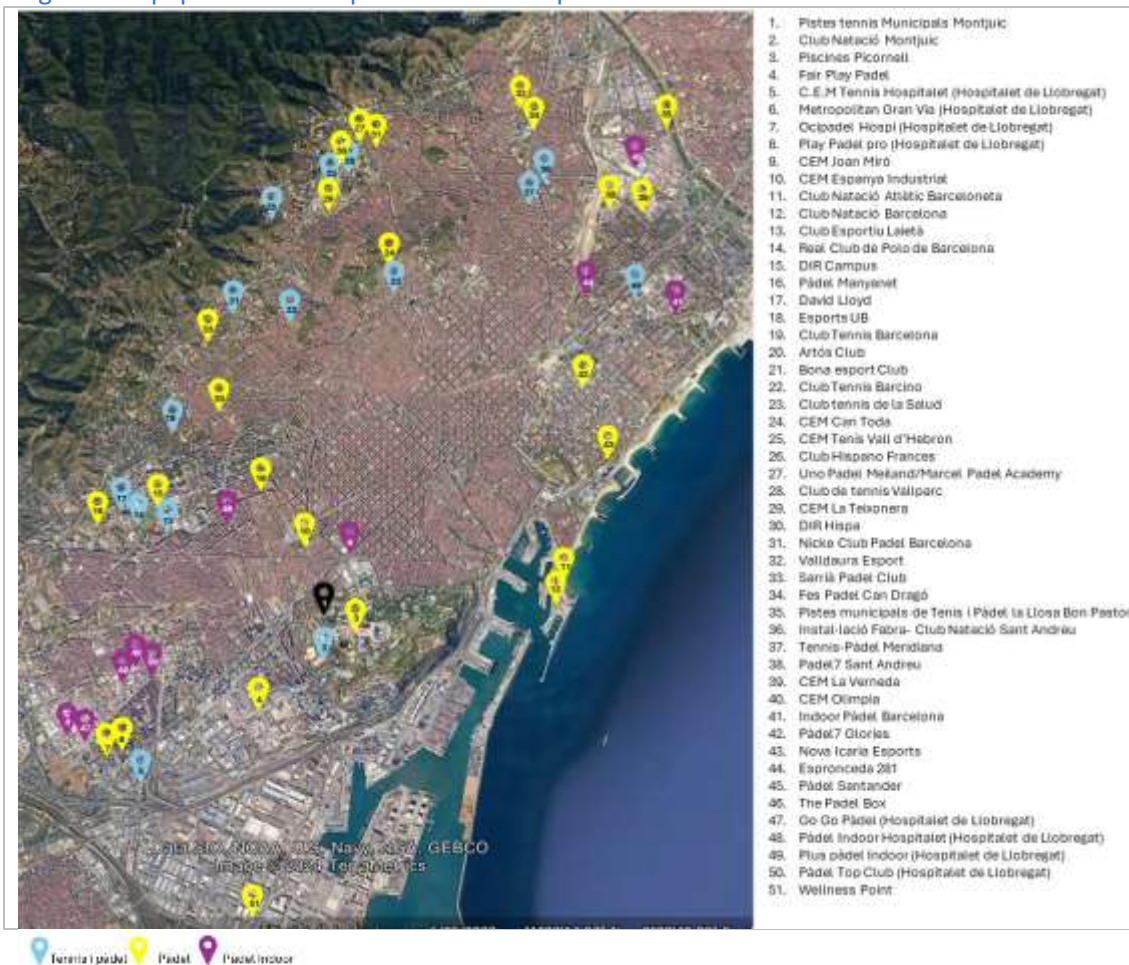 1. Pistes tennis Municipals Montjuic
2. Club Natació Montjuic
3. Piscines Picornell
4. Fair Play Padel
5. C.E.M Tennis Hospitalet (Hospitalet de Llobregat)
6. Metropolitan Gran Via (Hospitalet de Llobregat)
7. Ocipadel Hospi (Hospitalet de Llobregat)
8. Play Padel pro (Hospitalet de Llobregat)
9. CEM Joan Miró
10. CEM Espanya Industrial
11. Club Natació Atlètic Barceloneta
12. Club Natació Barcelona
13. Club Esportiu Laietà
14. Real Club de Polo de Barcelona
15. DIR Campus
16. Pàdel Manyanet
17. David Lloyd
18. Esports UB
19. Club Tennis Barcelona
20. Artós Club
21. Bona esport Club
22. Club Tennis Barcino
23. Club tennis de la Salud
24. CEM Can Toda
25. CEM Tenis Vall d'Hebron
26. Club Hispano Frances
27. Uno Padel Meiland/Marcel Padel Academy
28. Club de tennis Vallparc
29. CEM La Teixonera
30. DIR Hispa
31. Nicke Club Padel Barcelona
32. Valldaura Esport
33. Sarrià Padel Club
34. Fes Padel Can Dragó
35. Pistes municipals de Tenis i Pàdel la Llosa Bon Pastor
36. Instal·lació Fabra- Club Natació Sant Andreu
37. Tennis-Pàdel Meridiana
38. Padel7 Sant Andreu
39. CEM La Verneda
40. CEM Olimpia
41. Indoor Pàdel Barcelona
42. Pàdel7 Glories
43. Nova Icaria Esports
44. Espronceda 281
45. Pàdel Santander
46. The Padel Box
47. Go Go Pàdel (Hospitalet de Llobregat)
48. Pàdel Indoor Hospitalet (Hospitalet de Llobregat)
49. Plus pàdel Indoor (Hospitalet de Llobregat)
50. Pàdel Top Club (Hospitalet de Llobregat)
51. Wellness Point
Tennis i pàdel Padel Padel Indoor